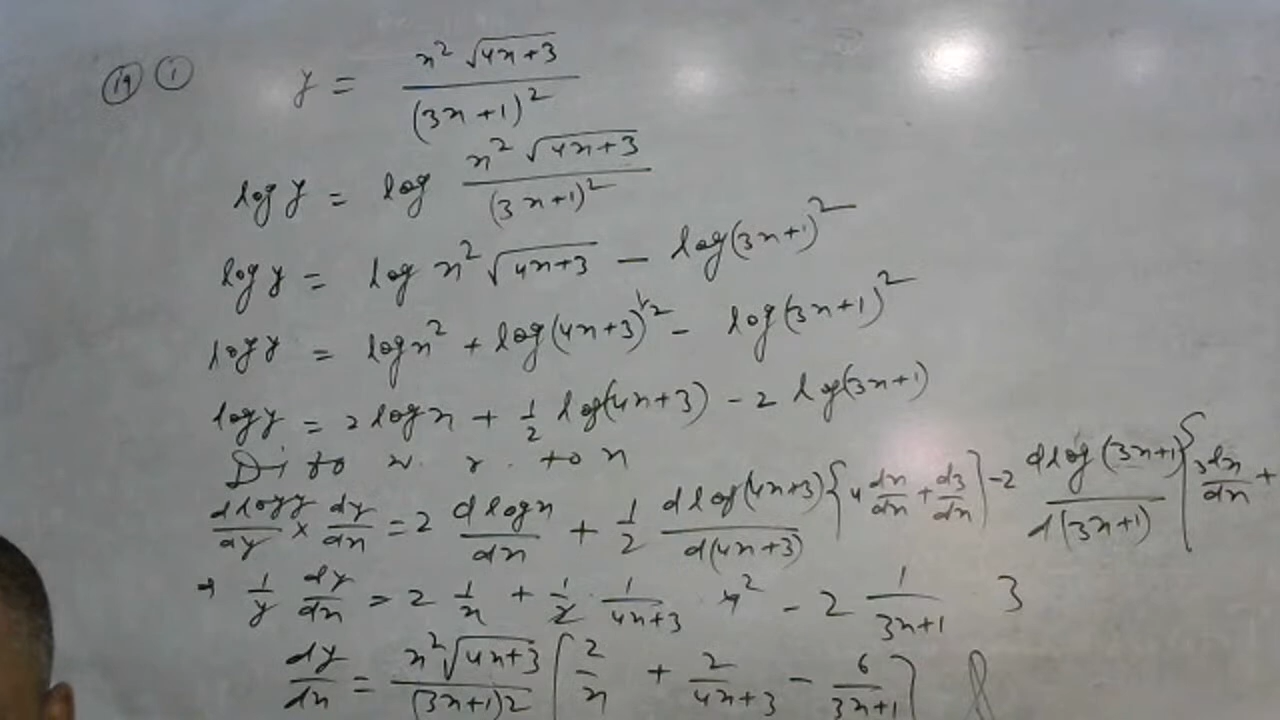 (19) (1) y = x² √(4x+3) / (3x+1)²
log y = log x² √(4x+3) / (3x+1)²
log y = log x² √(4x+3) − log(3x+1)²
log y = log x² + log(4x+3)^½ − log(3x+1)²
log y = 2 log x + 1/2 log(4x+3) − 2 log(3x+1)
w. r. to x
d log y / dy × dy/dx = 2 d log x / dx + 1/2 d log(4x+3) / d(4x+3) {4 dx/dx + d3/dx} − 2 d log(3x+1) / d(3x+1) {3 dx/dx +
1/y dy/dx = 2 1/x + 1/2 · 1/(4x+3) 4² − 2 1/(3x+1) 3
dy/dx = x² √(4x+3) / (3x+1)2 [2/x + 2/(4x+3) − 6/(3x+1)]